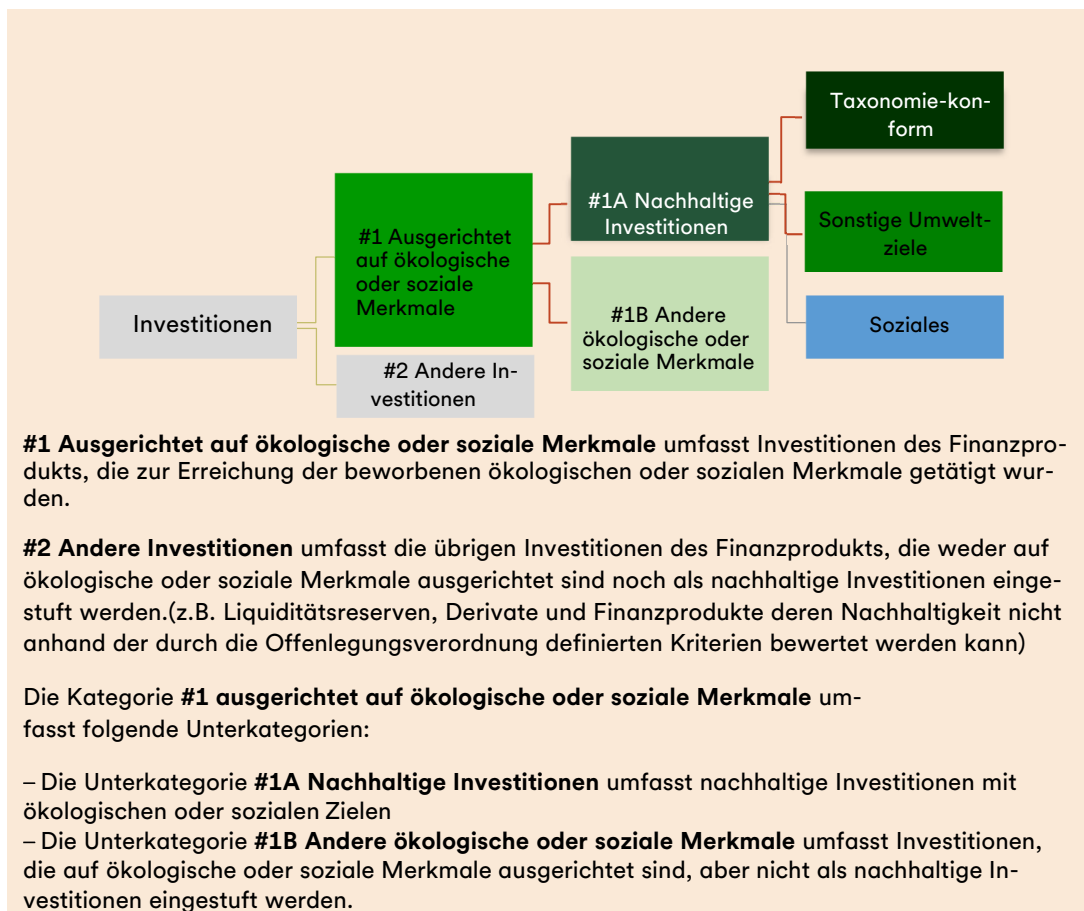 Taxonomie-kon-
form
#1A Nachhaltige
Investitionen
Sonstige Umwelt-
ziele
#1 Ausgerichtet
auf ökologische
oder soziale
Merkmale
Investitionen
#1B Andere
ökologische oder
soziale Merkmale
Soziales
#2 Andere In-
vestitionen
#1 Ausgerichtet auf ökologische oder soziale Merkmale umfasst Investitionen des Finanzpro-
dukts, die zur Erreichung der beworbenen ökologischen oder sozialen Merkmale getätigt wur-
den.
#2 Andere Investitionen umfasst die übrigen Investitionen des Finanzprodukts, die weder auf
ökologische oder soziale Merkmale ausgerichtet sind noch als nachhaltige Investitionen einge-
stuft werden.(z.B. Liquiditätsreserven, Derivate und Finanzprodukte deren Nachhaltigkeit nicht
anhand der durch die Offenlegungsverordnung definierten Kriterien bewertet werden kann)
Die Kategorie #1 ausgerichtet auf ökologische oder soziale Merkmale um-
fasst folgende Unterkategorien:
– Die Unterkategorie #1A Nachhaltige Investitionen umfasst nachhaltige Investitionen mit
ökologischen oder sozialen Zielen
– Die Unterkategorie #1B Andere ökologische oder soziale Merkmale umfasst Investitionen,
die auf ökologische oder soziale Merkmale ausgerichtet sind, aber nicht als nachhaltige In-
vestitionen eingestuft werden.